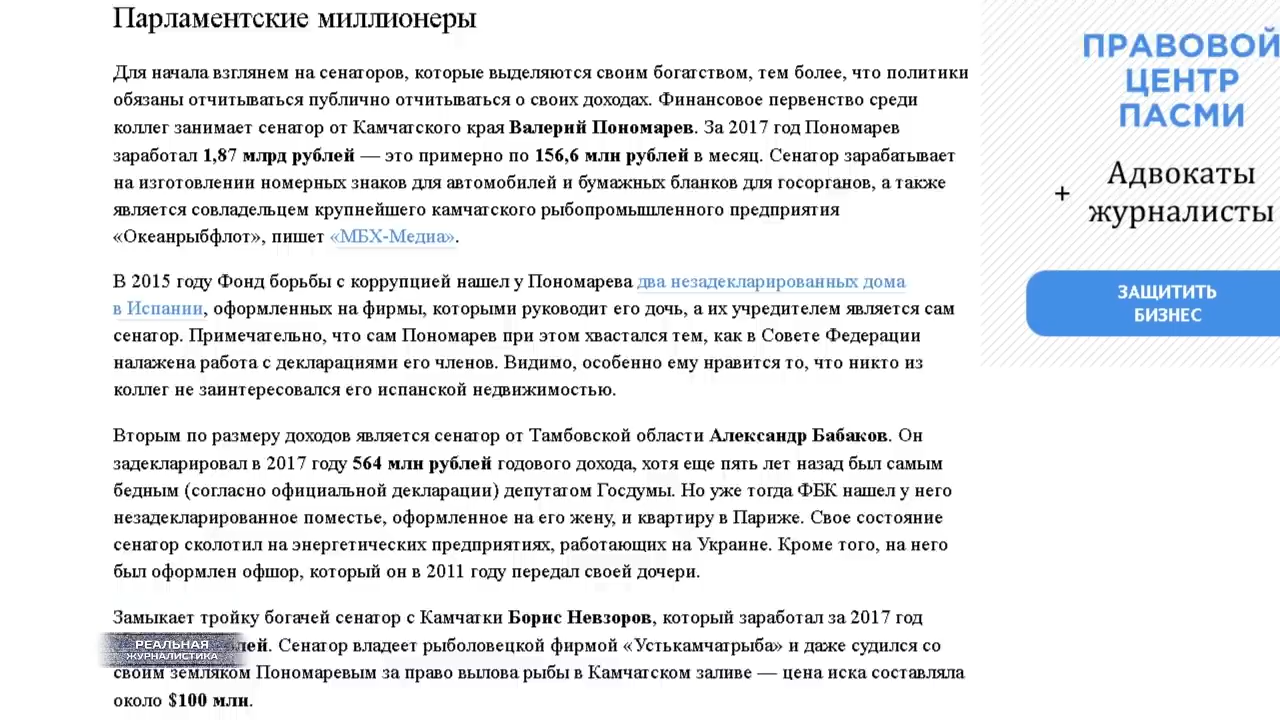 Парламентские миллионеры
Для начала взглянем на сенаторов, которые выделяются своим богатством, тем более, что политики
обязаны отчитываться публично отчитываться о своих доходах. Финансовое первенство среди
коллег занимает сенатор от Камчатского края Валерий Пономарев. За 2017 год Пономарев
заработал 1,87 млрд рублей — это примерно по 156,6 млн рублей в месяц. Сенатор зарабатывает
на изготовлении номерных знаков для автомобилей и бумажных бланков для госорганов, а также
является совладельцем крупнейшего камчатского рыбопромышленного предприятия
«Океанрыбфлот», пишет «МБХ-Медиа».
В 2015 году Фонд борьбы с коррупцией нашел у Пономарева два незадекларированных дома
в Испании, оформленных на фирмы, которыми руководит его дочь, а их учредителем является сам
сенатор. Примечательно, что сам Пономарев при этом хвастался тем, как в Совете Федерации
налажена работа с декларациями его членов. Видимо, особенно ему нравится то, что никто из
коллег не заинтересовался его испанской недвижимостью.
Вторым по размеру доходов является сенатор от Тамбовской области Александр Бабаков. Он
задекларировал в 2017 году 564 млн рублей годового дохода, хотя еще пять лет назад был самым
бедным (согласно официальной декларации) депутатом Госдумы. Но уже тогда ФБК нашел у него
незадекларированное поместье, оформленное на его жену, и квартиру в Париже. Свое состояние
сенатор сколотил на энергетических предприятиях, работающих на Украине. Кроме того, на него
был оформлен офшор, который он в 2011 году передал своей дочери.
Замыкает тройку богачей сенатор с Камчатки Борис Невзоров, который заработал за 2017 год
Сенатор владеет рыболовецкой фирмой «Устькамчатрыба» и даже судился со
своим земляком Пономаревым за право вылова рыбы в Камчатском заливе — цена иска составляла
около $100 млн.
РЕАЛЬНАЯ
ЖУРНАЛИСТИКА
ПРАВОВОЙ
ЦЕНТР
ПАСМИ
Адвокаты
+
журналисты
ЗАЩИТИТЬ
БИЗНЕС